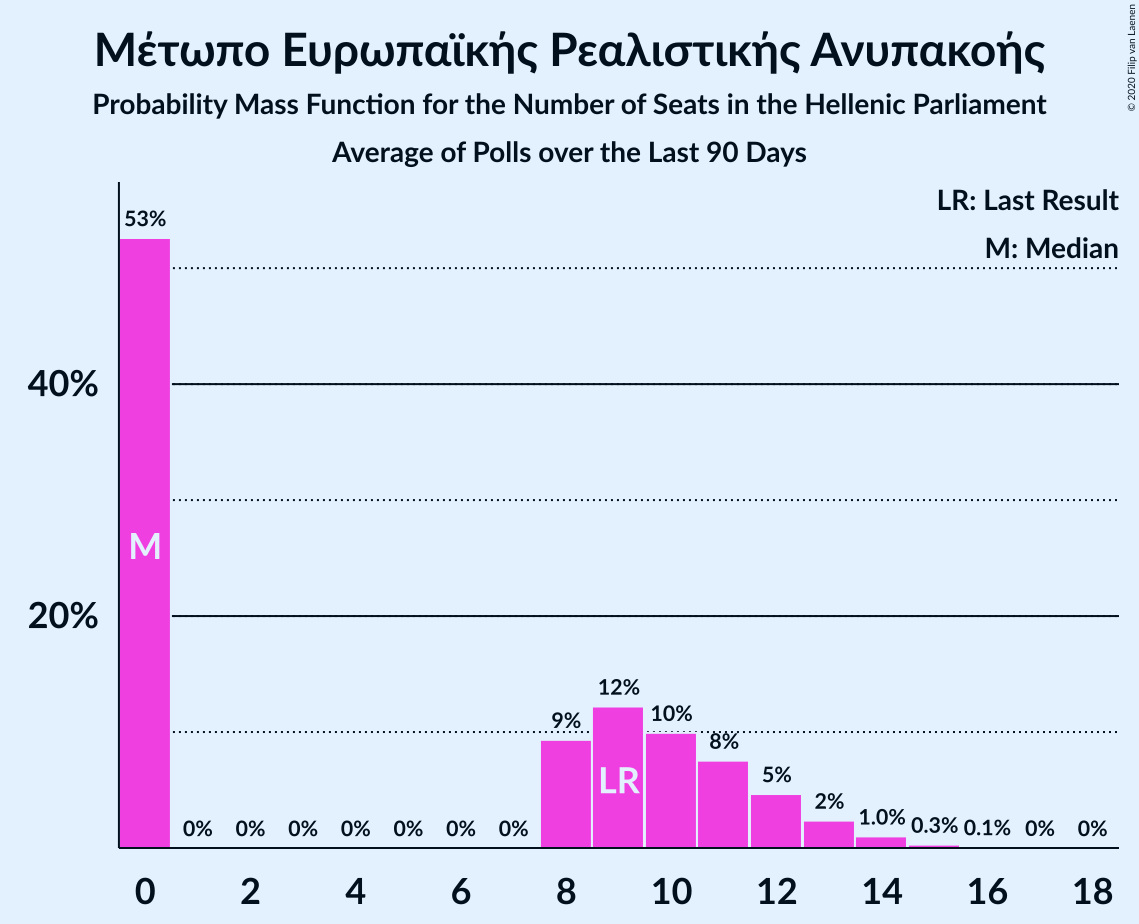 Μέτωπο Ευρωπαϊκής Ρεαλιστικής Ανυπακοής
Probability Mass Function for the Number of Seats in the Hellenic Parliament
Average of Polls over the Last 90 Days
© 2020 Filip van Laenen
LR: Last Result
M: Median
53%
40%
20%
M
0% 0% 0% 0% 0% 0% 0% 9% 12% 10% 8% 5% 2% 1.0% 0.3% 0.1% 0% 0%
LR
0 2 4 6 8 10 12 14 16 18